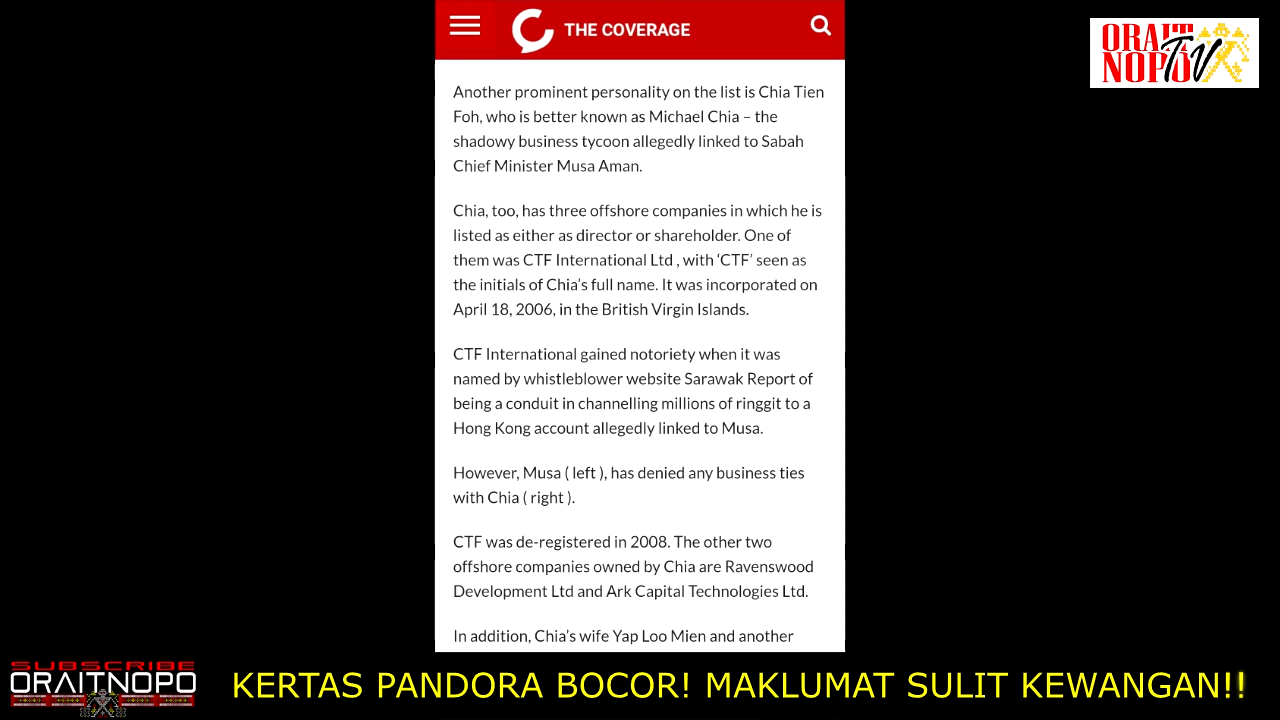 THE COVERAGE
ORAIT
NOPO TV
Another prominent personality on the list is Chia Tien
Foh, who is better known as Michael Chia – the
shadowy business tycoon allegedly linked to Sabah
Chief Minister Musa Aman.
Chia, too, has three offshore companies in which he is
listed as either as director or shareholder. One of
them was CTF International Ltd , with ‘CTF’ seen as
the initials of Chia’s full name. It was incorporated on
April 18, 2006, in the British Virgin Islands.
CTF International gained notoriety when it was
named by whistleblower website Sarawak Report of
being a conduit in channelling millions of ringgit to a
Hong Kong account allegedly linked to Musa.
However, Musa ( left ), has denied any business ties
with Chia ( right ).
CTF was de-registered in 2008. The other two
offshore companies owned by Chia are Ravenswood
Development Ltd and Ark Capital Technologies Ltd.
In addition, Chia’s wife Yap Loo Mien and another
SUBSCRIBE
ORAITNOPO
KERTAS PANDORA BOCOR! MAKLUMAT SULIT KEWANGAN!!